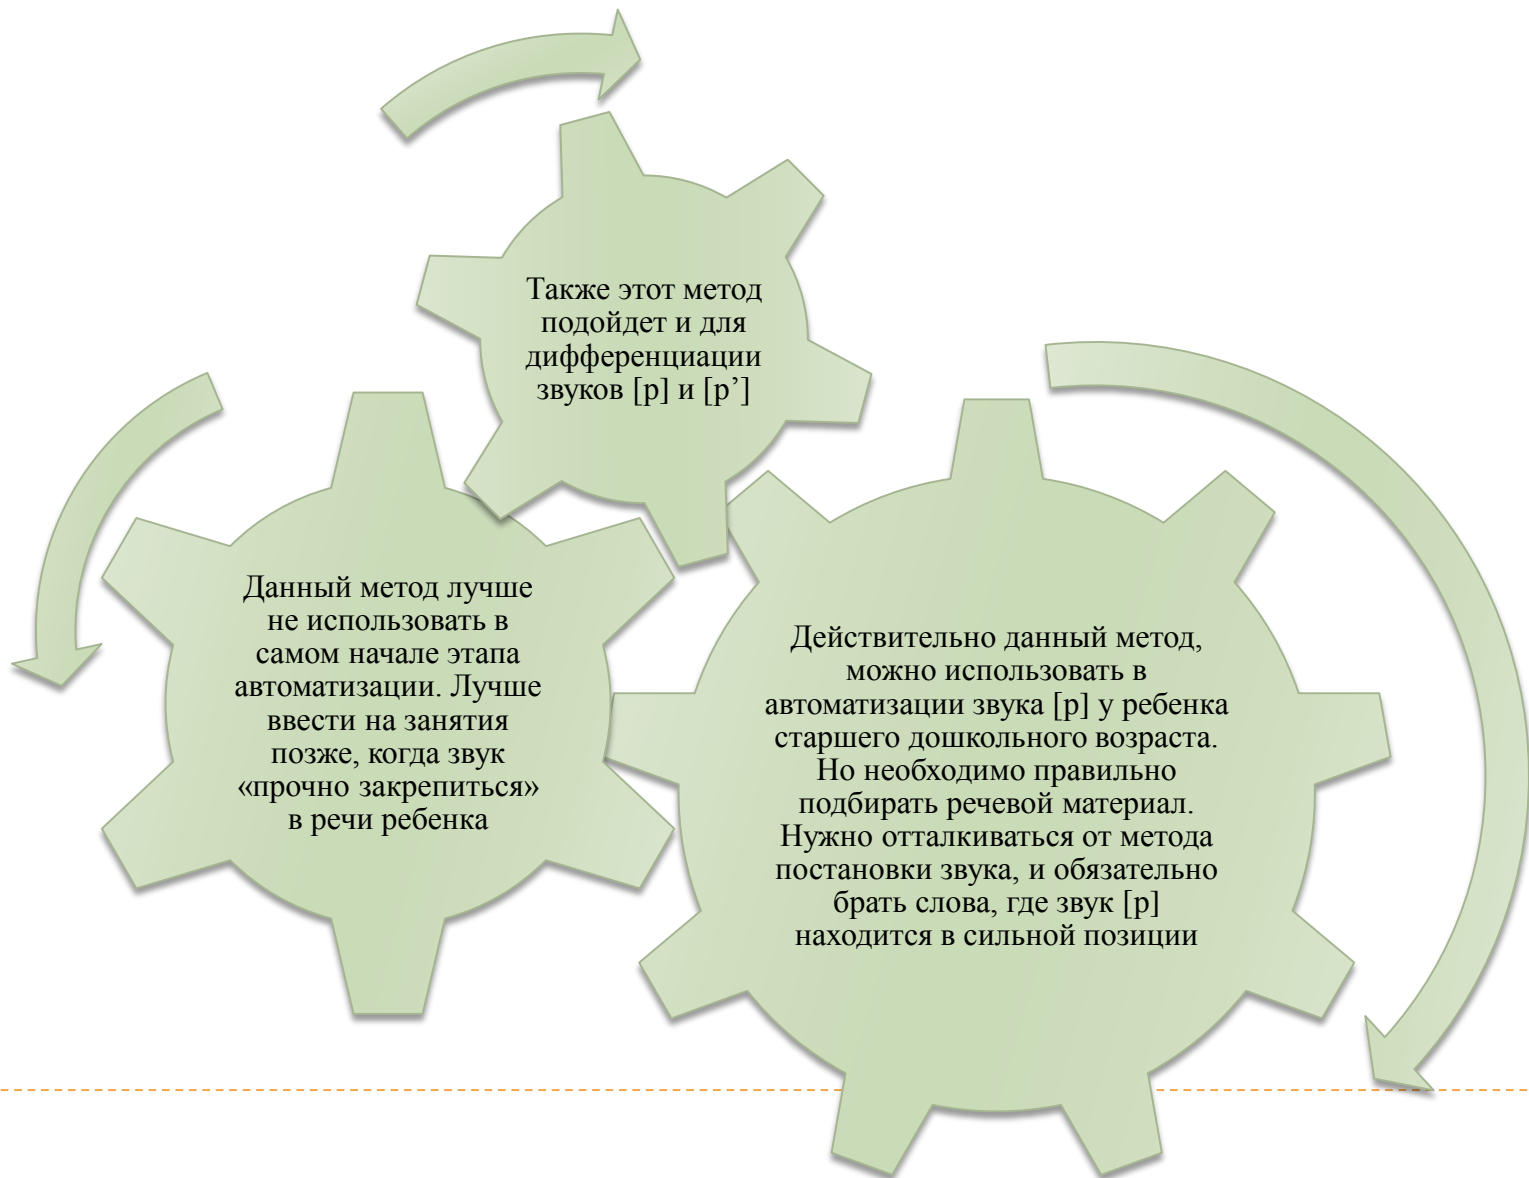 Также этот метод
подойдет и для
дифференциации
звуков [р] и [р’]
Данный метод лучше
не использовать в
самом начале этапа
автоматизации. Лучше
ввести на занятия
позже, когда звук
«прочно закрепиться»
в речи ребенка
Действительно данный метод,
можно использовать в
автоматизации звука [р] у ребенка
старшего дошкольного возраста.
Но необходимо правильно
подбирать речевой материал.
Нужно отталкиваться от метода
постановки звука, и обязательно
брать слова, где звук [р]
находится в сильной позиции